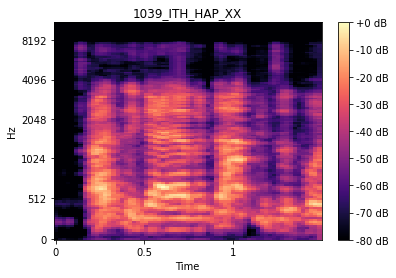 1039_ITH_HAP_XX
8192
4096
2048
1024
512
0
Hz
0
0.5
1
Time
+0 dB
-10 dB
-20 dB
-30 dB
-40 dB
-50 dB
-60 dB
-70 dB
-80 dB